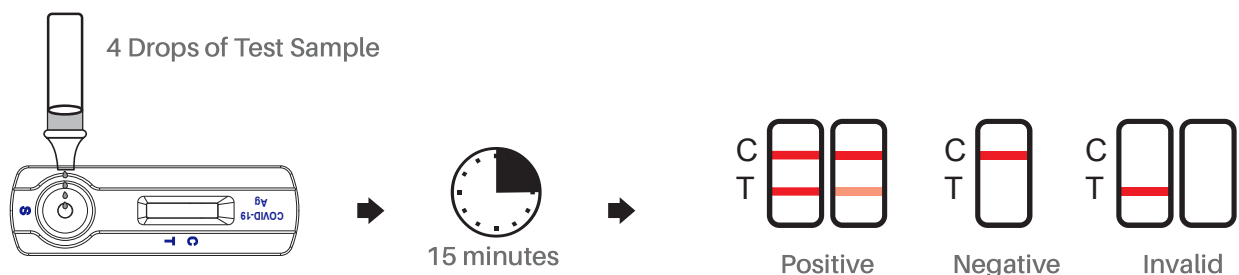 4 Drops of Test Sample
S
T C
COVID-19
Ag
15 minutes
C
T
Positive
C
T
Negative
C
T
Invalid